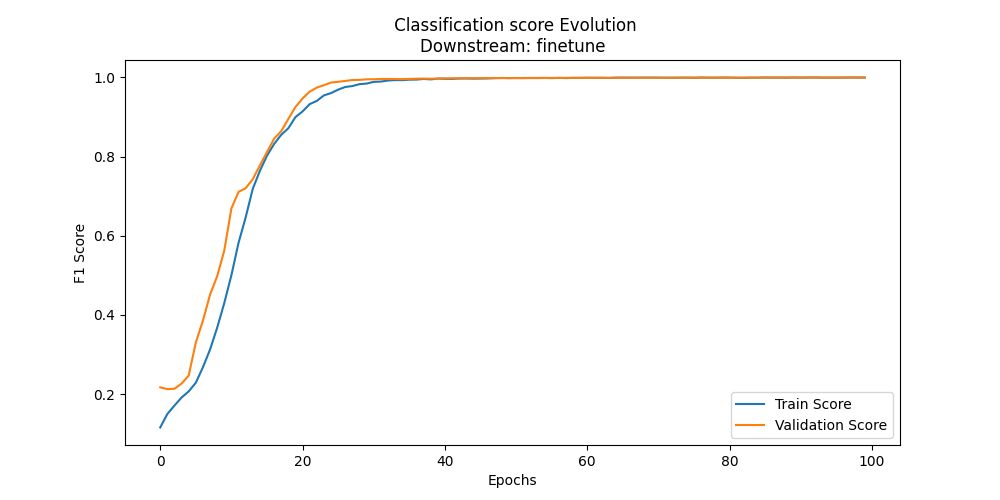 Classification score Evolution
Downstream: finetune
F1 Score
1.0
0.8
0.6
0.4
0.2
0
20
40
60
80
100
Epochs
Train Score
Validation Score